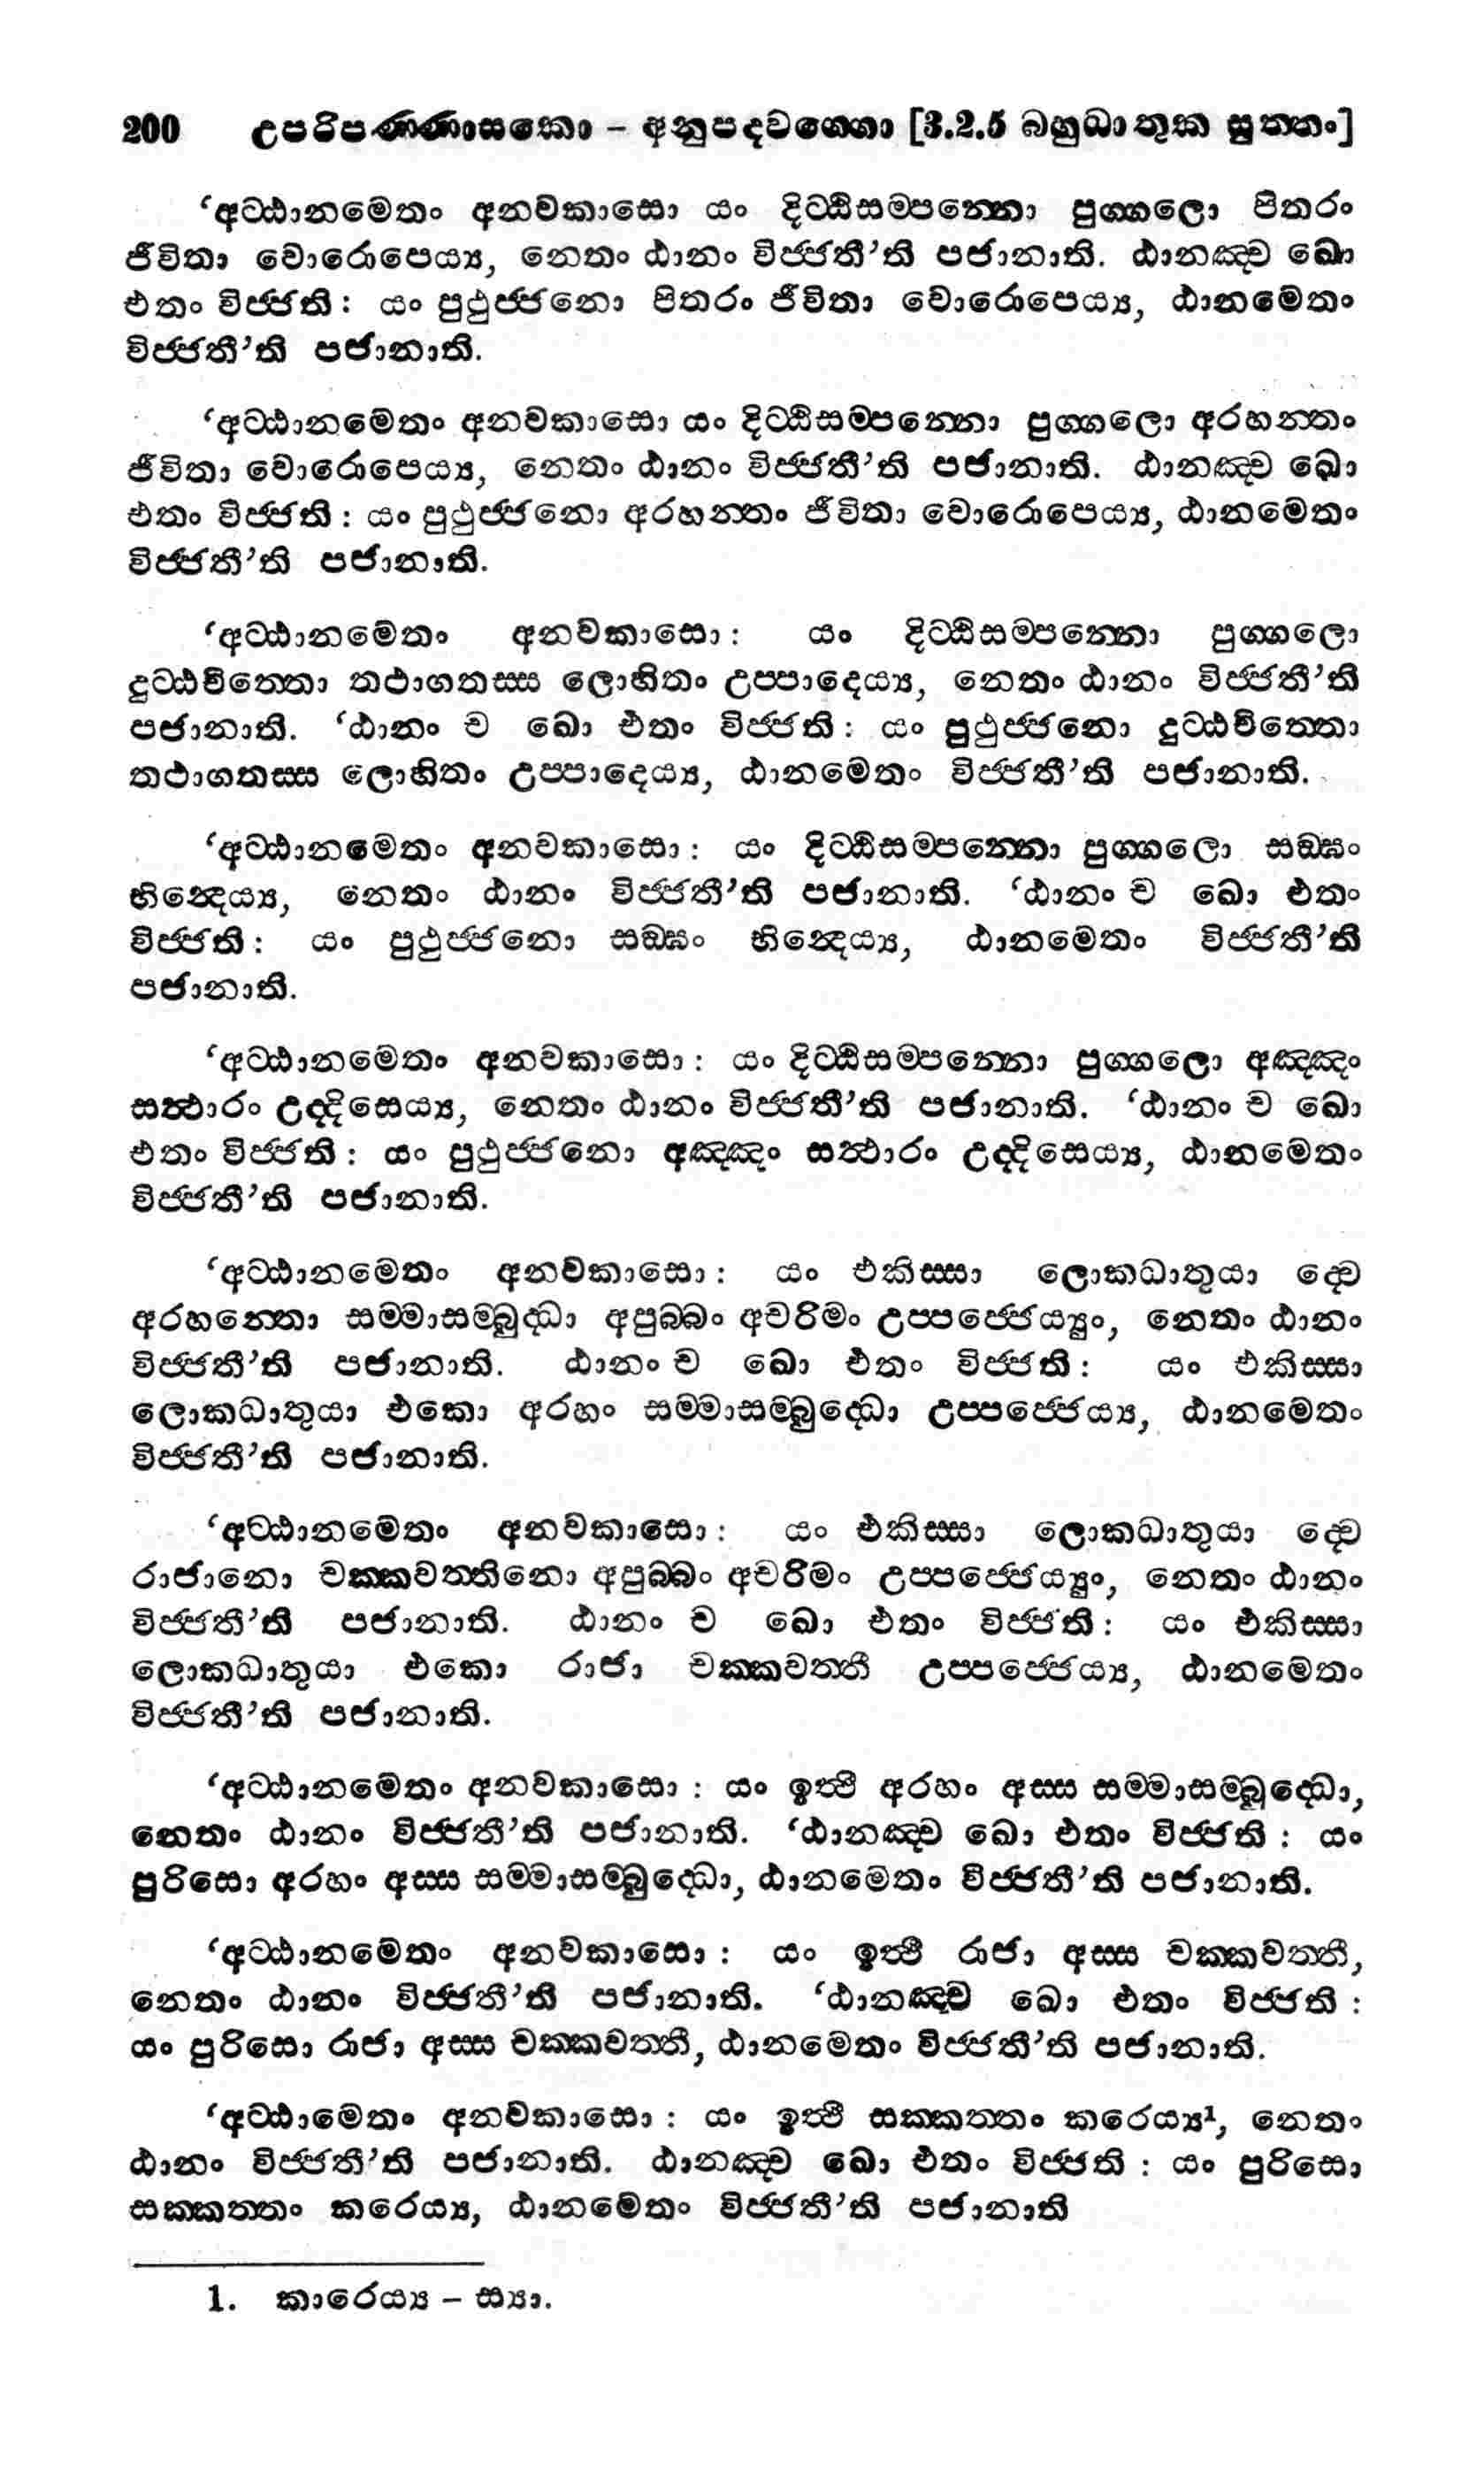 200 උපරිපණ්ණාසකො – අනුපදවග්ගො [3.2.5 බහුධාතුක සුත්තං]
‘අට්ඨානමෙතං අනවකාසො යං දිට්ඨිසම්පන්නො පුග්ගලො පිතරං
ජීවිතා වොරොපෙය්‍ය, නෙතං ඨානං විජ්ජතී’ති පජානාති. ඨානඤ්ච ඛො
එතං විජ්ජති: යං පුථුජ්ජනො පිතරං ජීවිතා වොරොපෙය්‍ය, ඨානමෙතං
විජ්ජතී’ති පජානාති.
‘අට්ඨානමෙතං අනවකාසො යං දිට්ඨිසම්පන්නො පුග්ගලො අරහන්තං
ජීවිතා වොරොපෙය්‍ය, නෙතං ඨානං විජ්ජතී’ති පජානාති. ඨානඤ්ච ඛො
එතං විජ්ජති: යං පුථුජ්ජනො අරහන්තං ජීවිතා වොරොපෙය්‍ය, ඨානමෙතං
විජ්ජතී’ති පජානාති.
‘අට්ඨානමෙතං අනවකාසො: යං දිට්ඨිසම්පන්නො පුග්ගලො
දුට්ඨචිත්තො තථාගතස්ස ලොහිතං උප්පාදෙය්‍ය, නෙතං ඨානං විජ්ජතී’ති
පජානාති. ‘ඨානං ච ඛො එතං විජ්ජති: යං පුථුජ්ජනො දුට්ඨචිත්තො
තථාගතස්ස ලොහිතං උප්පාදෙය්‍ය, ඨානමෙතං විජ්ජතී’ති පජානාති.
‘අට්ඨානමෙතං අනවකාසො: යං දිට්ඨිසම්පන්නො පුග්ගලො සඞ්ඝං
භින්දෙය්‍ය, නෙතං ඨානං විජ්ජතී’ති පජානාති. ‘ඨානං ච ඛො එතං
විජ්ජති: යං පුථුජ්ජනො සඞ්ඝං භින්දෙය්‍ය, ඨානමෙතං විජ්ජතී’ති
පජානාති.
‘අට්ඨානමෙතං අනවකාසො: යං දිට්ඨිසම්පන්නො පුග්ගලො අඤ්ඤං
සත්ථාරං උද්දිසෙය්‍ය, නෙතං ඨානං විජ්ජතී’ති පජානාති. ‘ඨානං ච ඛො
එතං විජ්ජති: යං පුථුජ්ජනො අඤ්ඤං සත්ථාරං උද්දිසෙය්‍ය, ඨානමෙතං
විජ්ජතී’ති පජානාති.
‘අට්ඨානමෙතං අනවකාසො: යං එකිස්සා ලොකධාතුයා ද්වෙ
අරහන්තො සම්මාසම්බුද්ධා අපුබ්බං අචරිමං උප්පජ්ජෙය්‍යුං, නෙතං ඨානං
විජ්ජතී’ති පජානාති. ඨානං ච ඛො එතං විජ්ජති: යං එකිස්සා
ලොකධාතුයා එකො අරහං සම්මාසම්බුද්ධො උප්පජ්ජෙය්‍ය, ඨානමෙතං
විජ්ජතී’ති පජානාති.
‘අට්ඨානමෙතං අනවකාසො: යං එකිස්සා ලොකධාතුයා ද්වෙ
රාජානො චක්කවත්තිනො අපුබ්බං අචරිමං උප්පජ්ජෙය්‍යුං, නෙතං ඨානං
විජ්ජතී’ති පජානාති. ඨානං ච ඛො එතං විජ්ජති: යං එකිස්සා
ලොකධාතුයා එකො රාජා චක්කවත්තී උප්පජ්ජෙය්‍ය, ඨානමෙතං
විජ්ජතී’ති පජානාති.
‘අට්ඨානමෙතං අනවකාසො : යං ඉත්ථි අරහං අස්ස සම්මාසම්බුද්ධො,
නෙතං ඨානං විජ්ජතී’ති පජානාති. ‘ඨානඤ්ච ඛො එතං විජ්ජති : යං
පුරිසො අරහං අස්ස සම්මාසම්බුද්ධො, ඨානමෙතං විජ්ජතී’ති පජානාති.
‘අට්ඨානමෙතං අනවකාසො : යං ඉත්ථි රාජා අස්ස චක්කවත්තී,
නෙතං ඨානං විජ්ජතී’ති පජානාති. ‘ඨානඤ්ච ඛො එතං විජ්ජති :
යං පුරිසො රාජා අස්ස චක්කවත්තී, ඨානමෙතං විජ්ජතී’ති පජානාති.
‘අට්ඨාමෙතං අනවකාසො : යං ඉත්ථි සක්කත්තං කරෙය්‍ය¹, නෙතං
ඨානං විජ්ජතී’ති පජානාති. ඨානඤ්ච ඛො එතං විජ්ජති : යං පුරිසො
සක්කත්තං කරෙය්‍ය, ඨානමෙතං විජ්ජතී’ති පජානාති
1. කාරෙය්‍ය – ස්‍යා.